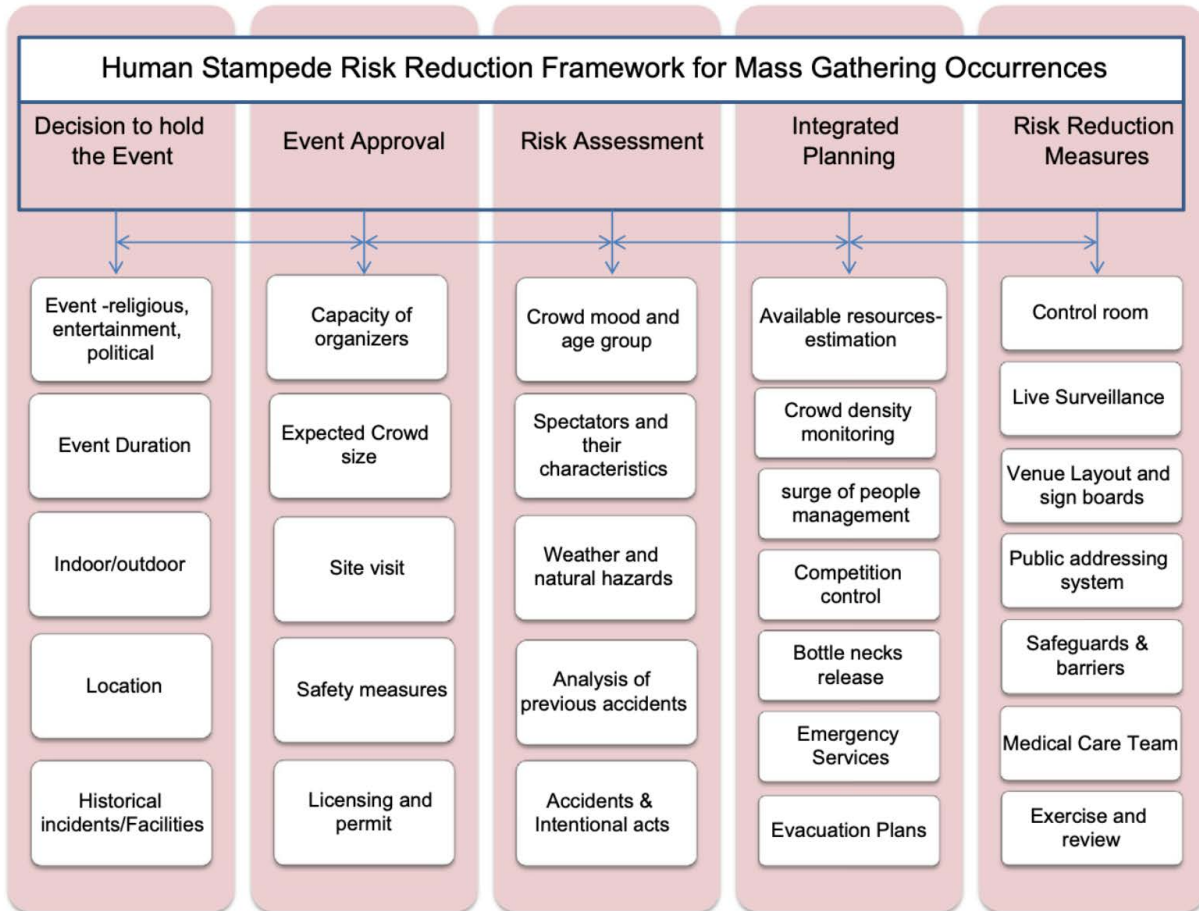 Human Stampede Risk Reduction Framework for Mass Gathering Occurrences
Decision to hold
the Event
Event Approval
Risk Assessment
Integrated
Planning
Risk Reduction
Measures
Event -religious,
entertainment,
political
Event Duration
Indoor/outdoor
Location
Historical
incidents/Facilities
Capacity of
organizers
Expected Crowd
size
Site visit
Safety measures
Licensing and
permit
Crowd mood and
age group
Spectators and
their
characteristics
Weather and
natural hazards
Analysis of
previous accidents
Accidents &
Intentional acts
Available resources-
estimation
Crowd density
monitoring
surge of people
management
Competition
control
Bottle necks
release
Emergency
Services
Evacuation Plans
Control room
Live Surveillance
Venue Layout and
sign boards
Public addressing
system
Safeguards &
barriers
Medical Care Team
Exercise and
review